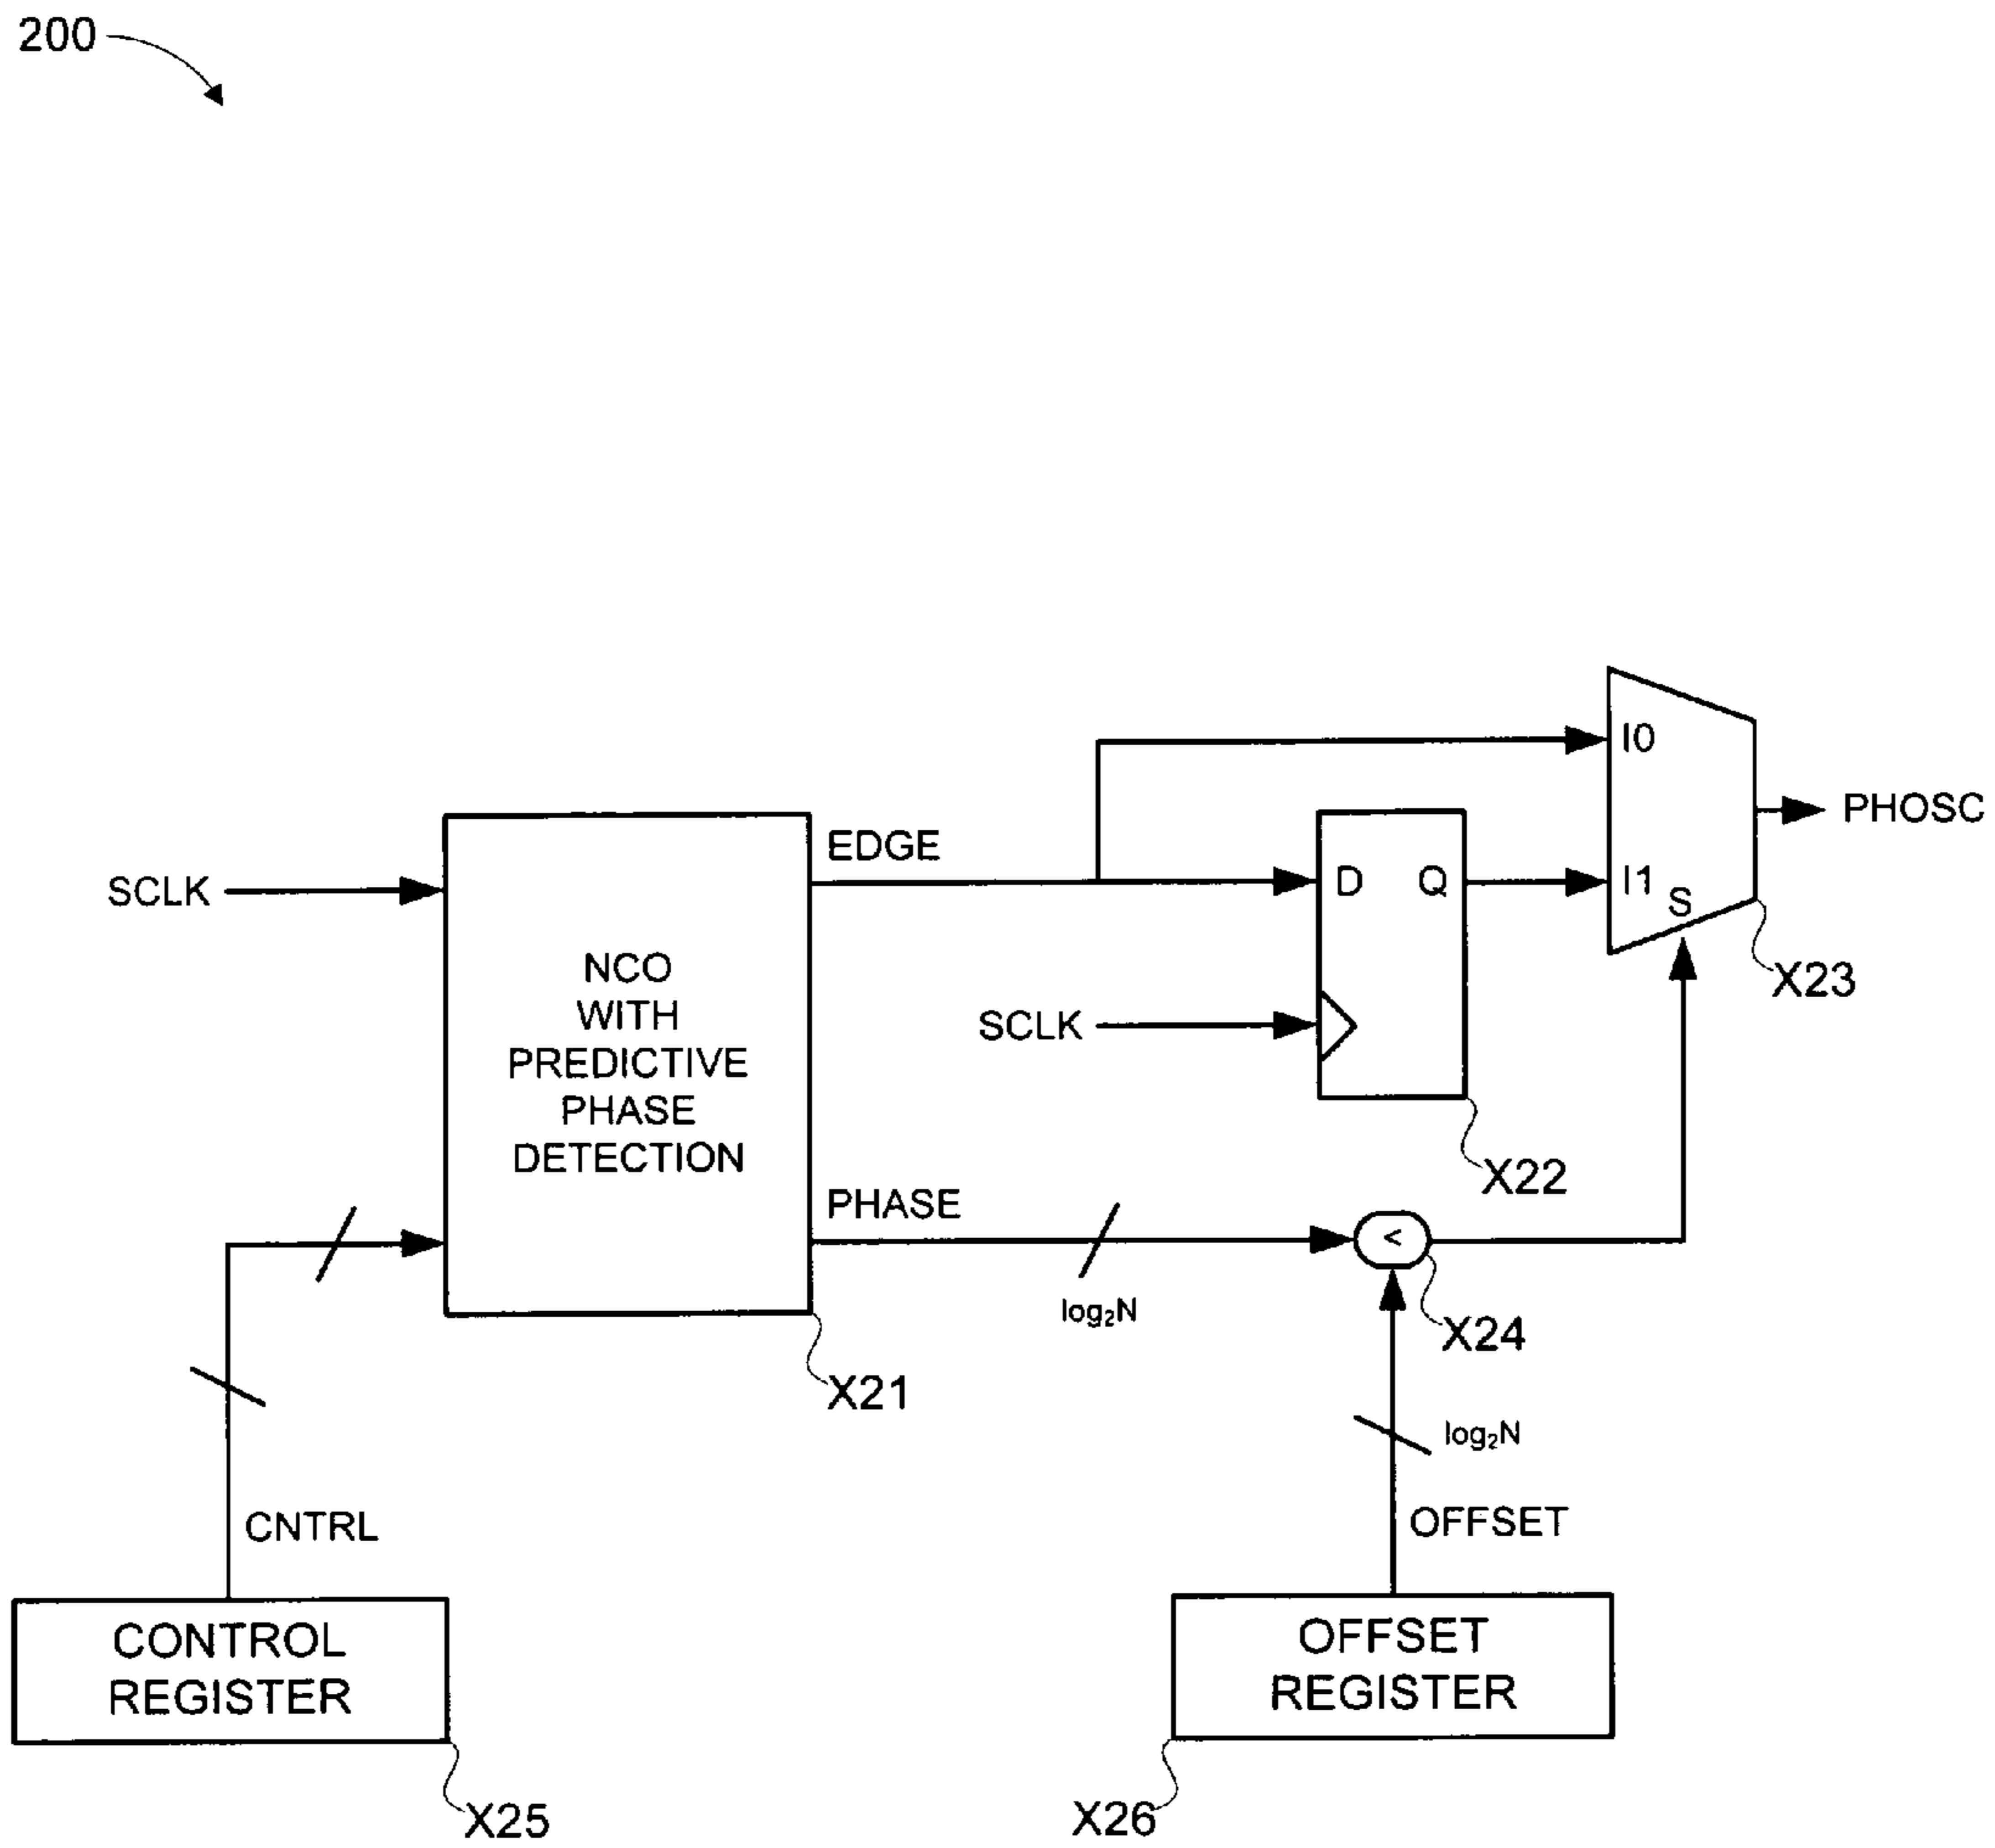 200
I0
PHOSC
EDGE
SCLK
D Q
I1
S
NCO
WITH
PREDICTIVE
PHASE
DETECTION
X23
SCLK
X22
PHASE
<
log₂N
X24
X21
log₂N
CNTRL
OFFSET
CONTROL
REGISTER
OFFSET
REGISTER
X25
X26